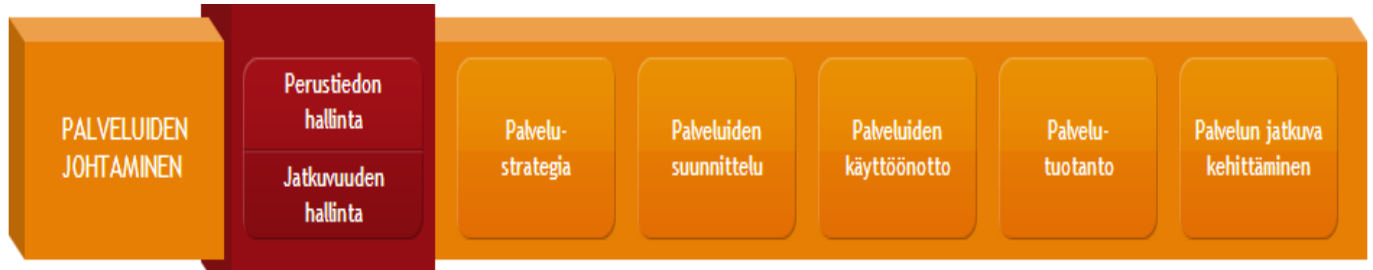 PALVELUIDEN
JOHTAMINEN
Perustiedon
hallinta
Jatkuvuuden
hallinta
Palvelu-
strategia
Palveluiden
suunnittelu
Palveluiden
käyttöönotto
Palvelu-
tuotanto
Palvelun jatkuva
kehittäminen